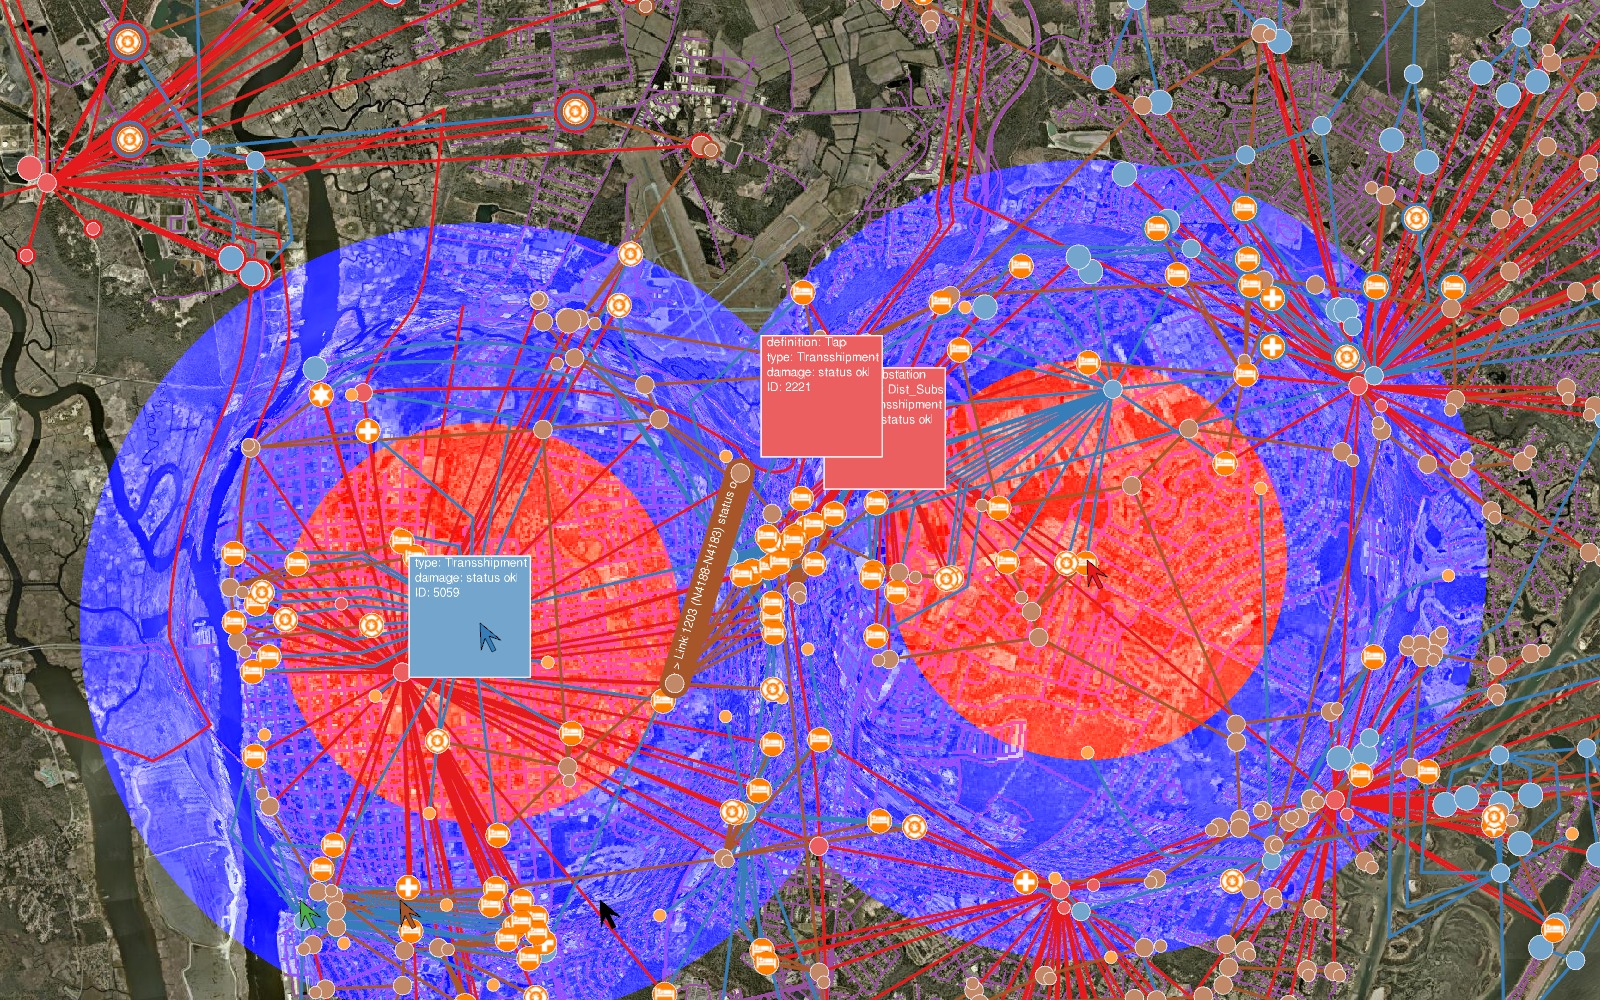 definition: Tap
type: Transshipment
damage: status ok
ID: 2221
bstation
Dist_Subs
sshipment
status ok
> Link 1203 (N4188-N4183) status o
type: Transshipment
damage: status ok
ID: 5059